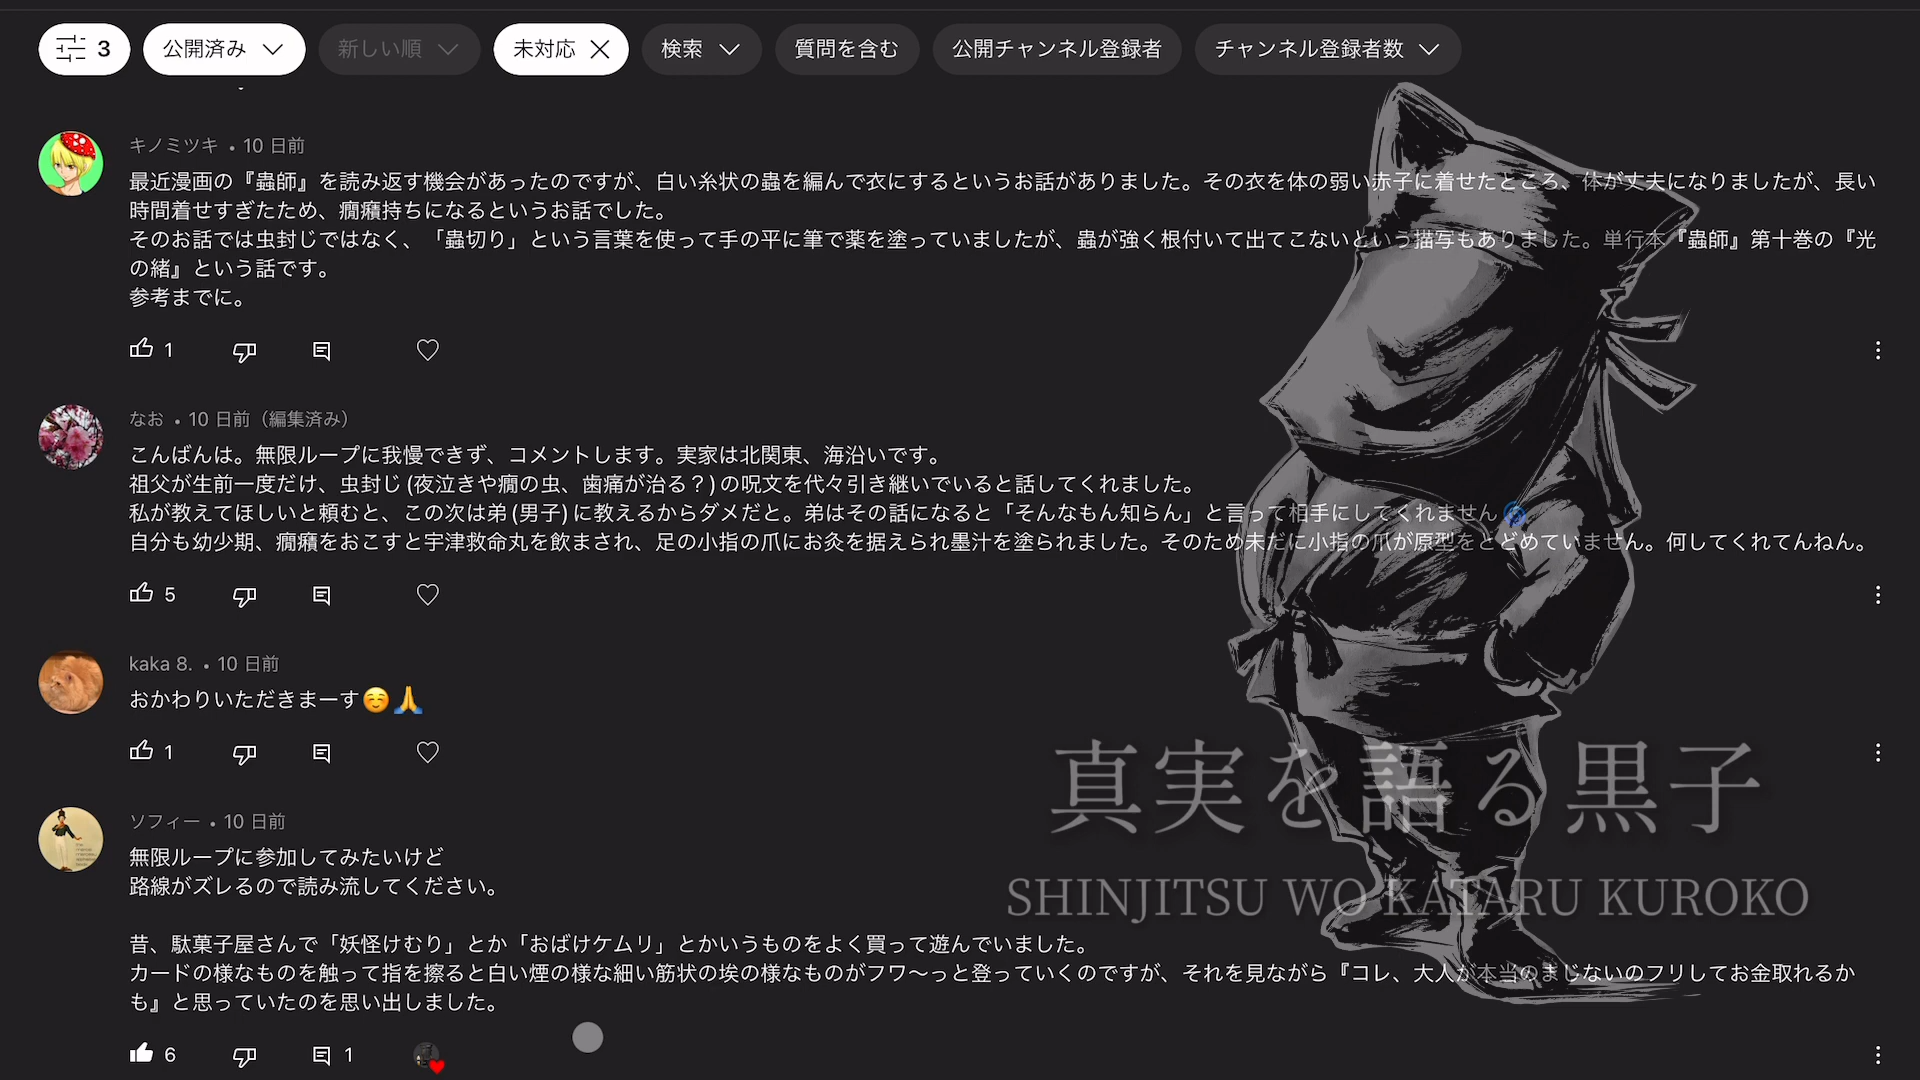 3 公開済み 新しい順 未対応 検索 質問を含む 公開チャンネル登録者 チャンネル登録者数
キノミツキ • 10 日前
最近漫画の『蟲師』を読み返す機会があったのですが、白い糸状の蟲を編んで衣にするというお話がありました。その衣を体の弱い赤子に着せたところ、体が丈夫になりましたが、長い
時間着せすぎたため、癇癪持ちになるというお話でした。
そのお話では虫封じではなく、「蟲切り」という言葉を使って手の平に筆で薬を塗っていましたが、蟲が強く根付いて出てこないという描写もありました。単行本『蟲師』第十巻の『光
の緒』という話です。
参考までに。
1
なお • 10 日前（編集済み）
こんばんは。無限ループに我慢できず、コメントします。実家は北関東、海沿いです。
祖父が生前一度だけ、虫封じ(夜泣きや癇の虫、歯痛が治る？)の呪文を代々引き継いでいると話してくれました。
私が教えてほしいと頼むと、この次は弟(男子)に教えるからダメだと。弟はその話になると「そんなもん知らん」と言って相手にしてくれません🌀
自分も幼少期、癇癪をおこすと宇津救命丸を飲まされ、足の小指の爪にお灸を据えられ墨汁を塗られました。そのため未だに小指の爪が原型をとどめていません。何してくれてんねん。
5
kaka 8. • 10 日前
おかわりいただきまーす☺️🙏
1
ソフィー • 10 日前
無限ループに参加してみたいけど
路線がズレるので読み流してください。
昔、駄菓子屋さんで「妖怪けむり」とか「おばけケムリ」とかいうものをよく買って遊んでいました。
カードの様なものを触って指を擦ると白い煙の様な細い筋状の埃の様なものがフワ〜っと登っていくのですが、それを見ながら『コレ、大人が本当のまじないのフリしてお金取れるか
も』と思っていたのを思い出しました。
6 1
真実を語る黒子
SHINJITSU WO KATARU KUROKO